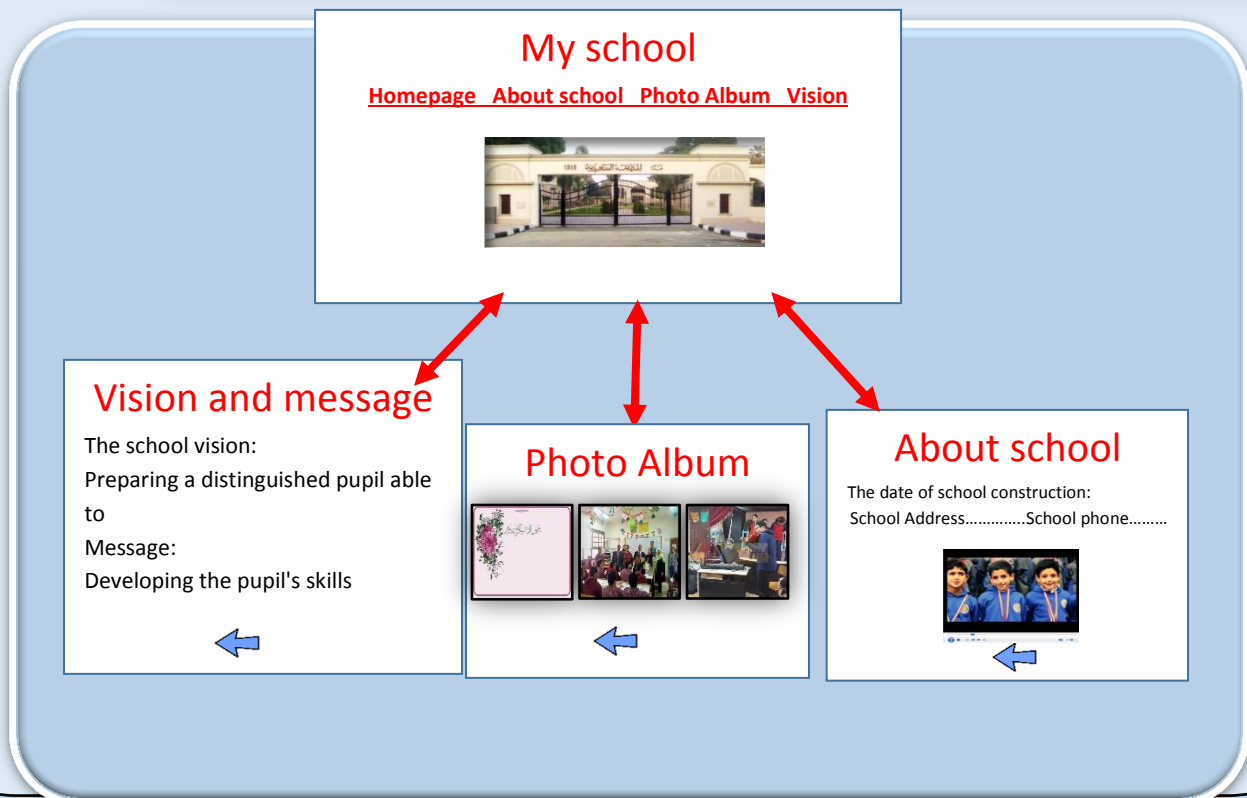 My school
Homepage   About school   Photo Album   Vision
1908
Vision and message
The school vision:
Preparing a distinguished pupil able
to
Message:
Developing the pupil's skills
Photo Album
About school
The date of school construction:
School Address…………..School phone………